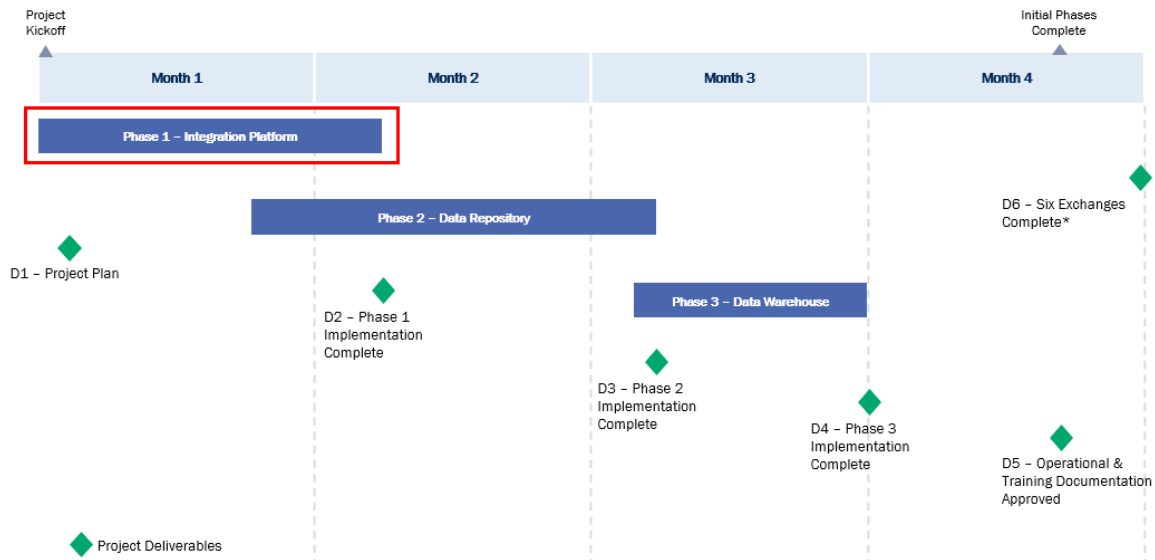 Project
Kickoff
Initial Phases
Complete
Month 1
Month 2
Month 3
Month 4
Phase 1 – Integration Platform
D6 – Six Exchanges
Complete*
Phase 2 – Data Repository
D1 – Project Plan
Phase 3 – Data Warehouse
D2 – Phase 1
Implementation
Complete
D3 – Phase 2
Implementation
Complete
D4 – Phase 3
Implementation
Complete
D5 – Operational &
Training Documentation
Approved
Project Deliverables